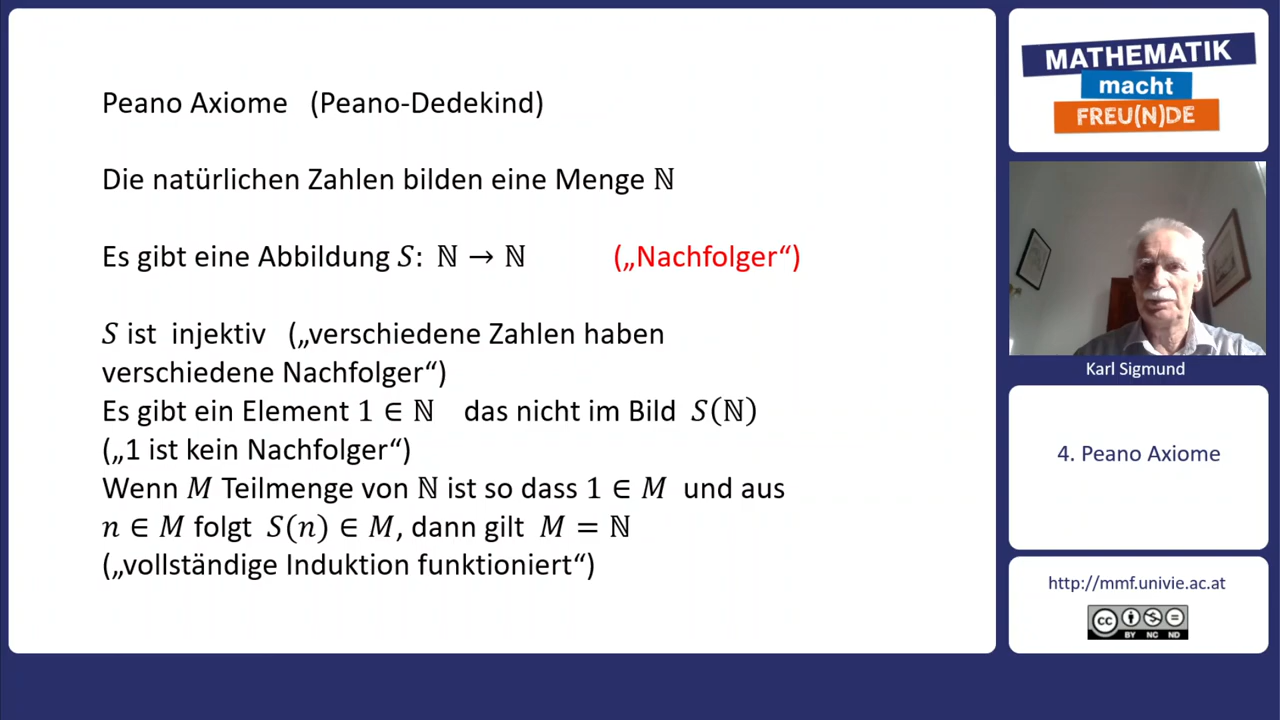 Peano Axiome (Peano-Dedekind)
Die natürlichen Zahlen bilden eine Menge ℕ
Es gibt eine Abbildung S: ℕ → ℕ („Nachfolger“)
S ist injektiv („verschiedene Zahlen haben
verschiedene Nachfolger“)
Es gibt ein Element 1 ∈ ℕ das nicht im Bild S(ℕ)
(„1 ist kein Nachfolger“)
Wenn M Teilmenge von ℕ ist so dass 1 ∈ M und aus
n ∈ M folgt S(n) ∈ M, dann gilt M = ℕ
(„vollständige Induktion funktioniert“)
MATHEMATIK
macht
FREU(N)DE
Karl Sigmund
4. Peano Axiome
http://mmf.univie.ac.at
cc
BY NC ND